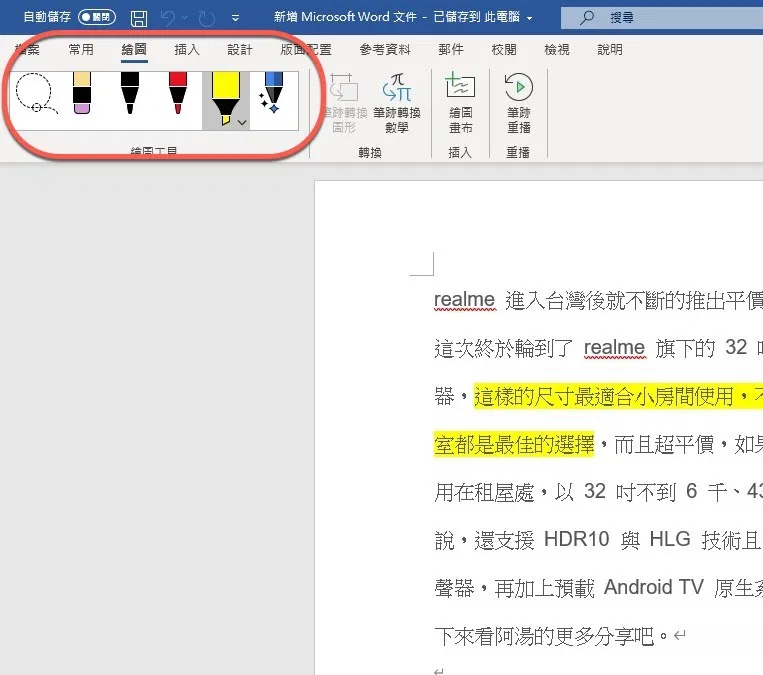 自動儲存 關閉 新增 Microsoft Word 文件 - 已儲存到 此電腦 搜尋
檔案 常用 繪圖 插入 設計 版面配置 參考資料 郵件 校閱 檢視 說明
筆跡轉換 筆跡轉換 繪圖 筆跡
圖形 數學 畫布 重播
繪圖工具 轉換 插入 重播
realme 進入台灣後就不斷的推出平價
這次終於輪到了 realme 旗下的 32
器，這樣的尺寸最適合小房間使用，
室都是最佳的選擇，而且超平價，如果
用在租屋處，以 32 吋不到 6 千、43
說，還支援 HDR10 與 HLG 技術且
聲器，再加上預載 Android TV 原生系
下來看阿湯的更多分享吧。